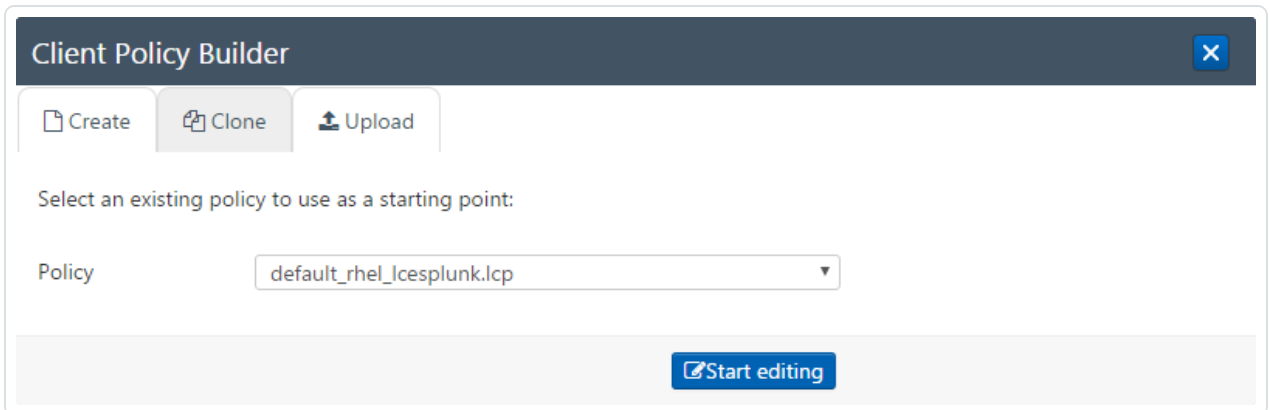 Client Policy Builder
Create Clone Upload
Select an existing policy to use as a starting point:
Policy default_rhel_lcesplunk.lcp
Start editing